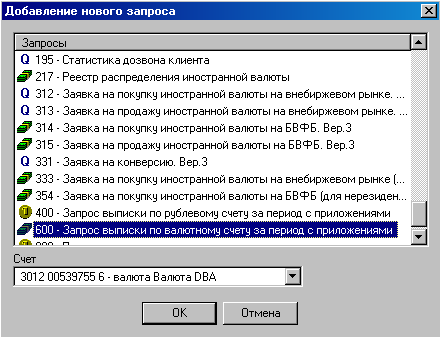 Добавление нового запроса
Запросы
Q 195 - Статистика дозвона клиента
217 - Реестр распределения иностранной валюты
Q 312 - Заявка на покупку иностранной валюты на внебиржевом рынке. ...
Q 313 - Заявка на продажу иностранной валюты на внебиржевом рынке. ...
314 - Заявка на покупку иностранной валюты на БВФБ. Вер.3
315 - Заявка на продажу иностранной валюты на БВФБ. Вер.3
Q 331 - Заявка на конверсию. Вер.3
333 - Заявка на покупку иностранной валюты на внебиржевом рынке (...
354 - Заявка на покупку иностранной валюты на БВФБ (для нерезиден...
400 - Запрос выписки по рублевому счету за период с приложениями
600 - Запрос выписки по валютному счету за период с приложениями
Счет
3012 00539755 6 - валюта Валюта DBA
OK
Отмена